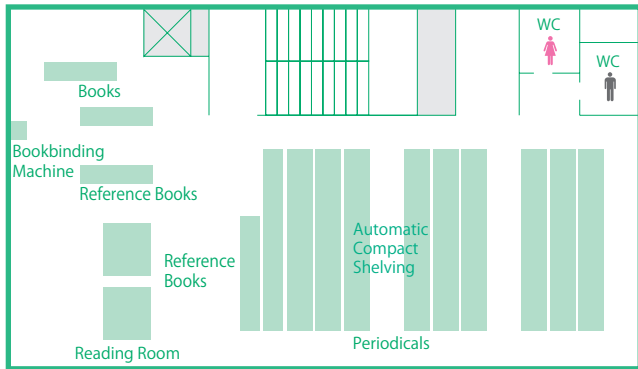 WC
WC
Books
Bookbinding
Machine
Reference Books
Automatic
Compact
Shelving
Reference
Books
Periodicals
Reading Room